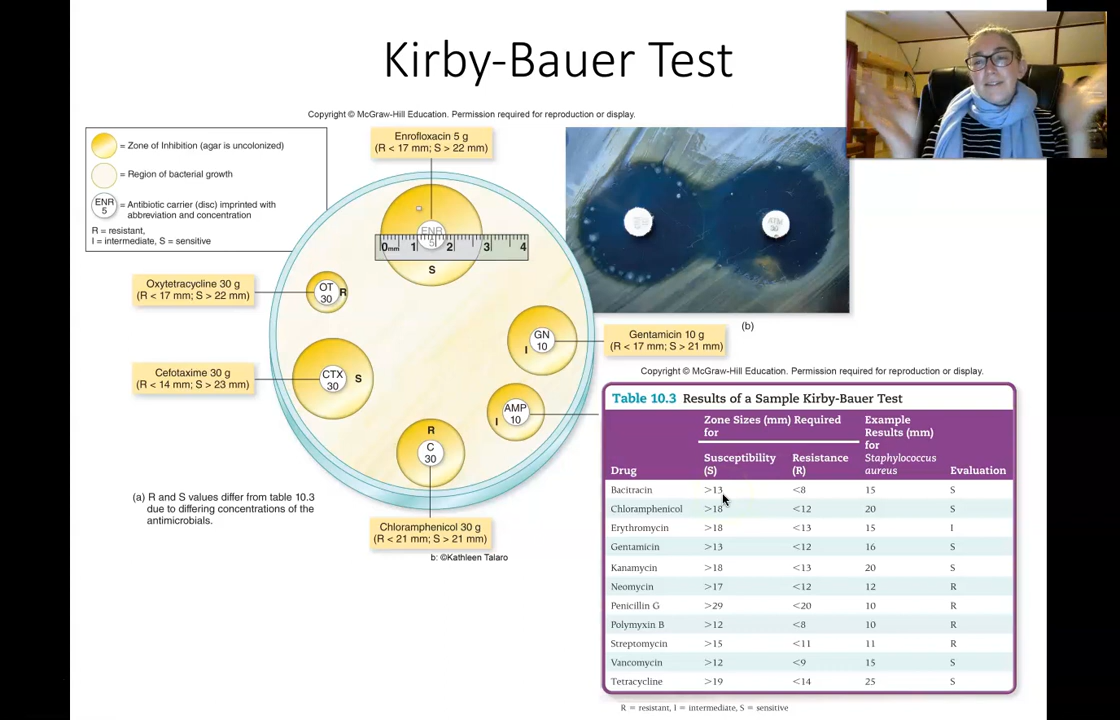 Kirby-Bauer Test
Copyright © McGraw-Hill Education. Permission required for reproduction or display.
= Zone of Inhibition (agar is uncolonized)
= Region of bacterial growth
ENR
5
= Antibiotic carrier (disc) imprinted with
abbreviation and concentration
R = resistant,
I = intermediate, S = sensitive
Enrofloxacin 5 g
(R < 17 mm; S > 22 mm)
ENR
5
0mm 1 2 3 4
S
Oxytetracycline 30 g
(R < 17 mm; S > 22 mm)
OT
30
R
Cefotaxime 30 g
(R < 14 mm; S > 23 mm)
CTX
30
S
GN
10
I
Gentamicin 10 g
(R < 17 mm; S > 21 mm)
AMP
10
I
R
C
30
Chloramphenicol 30 g
(R < 21 mm; S > 21 mm)
(a) R and S values differ from table 10.3
due to differing concentrations of the
antimicrobials.
b: ©Kathleen Talaro
30
(b)
Copyright © McGraw-Hill Education. Permission required for reproduction or display.
Table 10.3 Results of a Sample Kirby-Bauer Test
Zone Sizes (mm) Required
for
Example
Results (mm)
for
Staphylococcus
aureus
Drug Susceptibility (S) Resistance (R) Evaluation
Bacitracin >13 <8 15 S
Chloramphenicol >18 <12 20 S
Erythromycin >18 <13 15 I
Gentamicin >13 <12 16 S
Kanamycin >18 <13 20 S
Neomycin >17 <12 12 R
Penicillin G >29 <20 10 R
Polymyxin B >12 <8 10 R
Streptomycin >15 <11 11 R
Vancomycin >12 <9 15 S
Tetracycline >19 <14 25 S
R = resistant, I = intermediate, S = sensitive